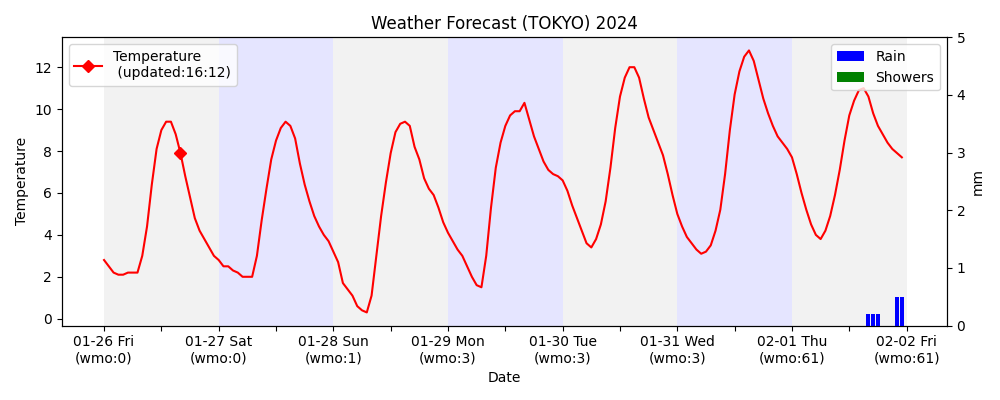 Weather Forecast (TOKYO) 2024
Temperature
(updated:16:12)
Rain
Showers
Temperature
12
10
8
6
4
2
0
5
4
3
2
1
0
mm
01-26 Fri
(wmo:0)
01-27 Sat
(wmo:0)
01-28 Sun
(wmo:1)
01-29 Mon
(wmo:3)
01-30 Tue
(wmo:3)
01-31 Wed
(wmo:3)
02-01 Thu
(wmo:61)
02-02 Fri
(wmo:61)
Date